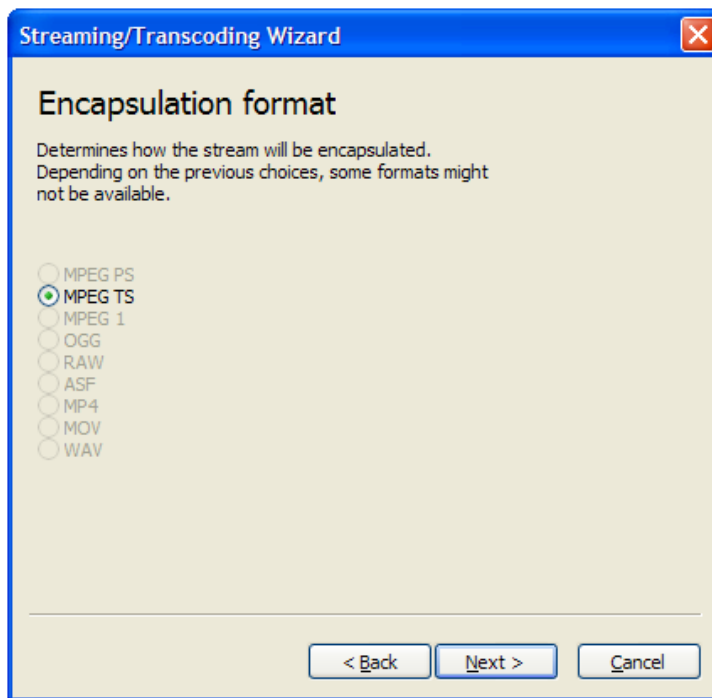 Streaming/Transcoding Wizard
Encapsulation format
Determines how the stream will be encapsulated.
Depending on the previous choices, some formats might
not be available.
MPEG PS
MPEG TS
MPEG 1
OGG
RAW
ASF
MP4
MOV
WAV
< Back
Next >
Cancel